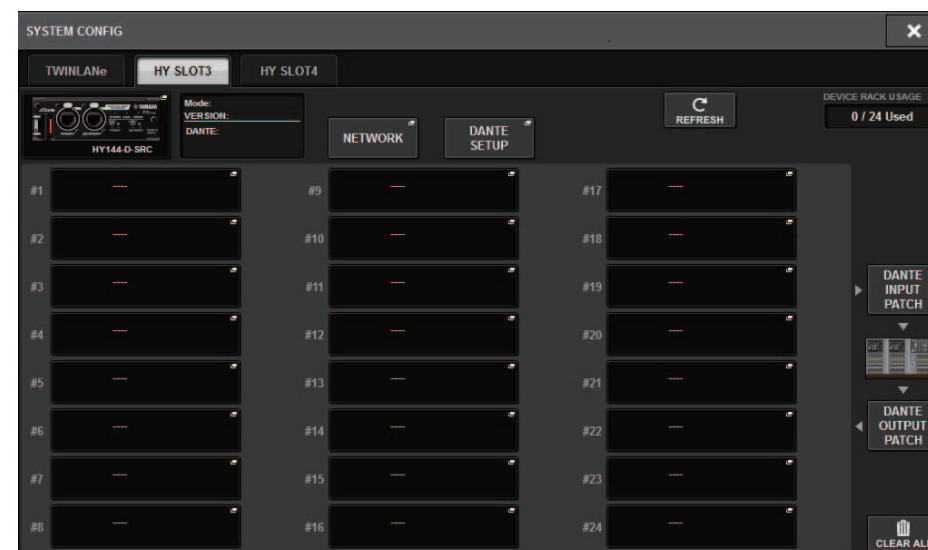 SYSTEM CONFIG
TWINLANe
HY SLOT3
HY SLOT4
HY144-D-SRC
Mode:
VERSION:
DANTE:
NETWORK
DANTE
SETUP
REFRESH
DEVICE RACK USAGE
0 / 24 Used
#1 ----
#9 ----
#17 ----
#2 ----
#10 ----
#18 ----
#3 ----
#11 ----
#19 ----
#4 ----
#12 ----
#20 ----
#5 ----
#13 ----
#21 ----
#6 ----
#14 ----
#22 ----
#7 ----
#15 ----
#23 ----
#8 ----
#16 ----
#24 ----
DANTE
INPUT
PATCH
DANTE
OUTPUT
PATCH
CLEAR ALL